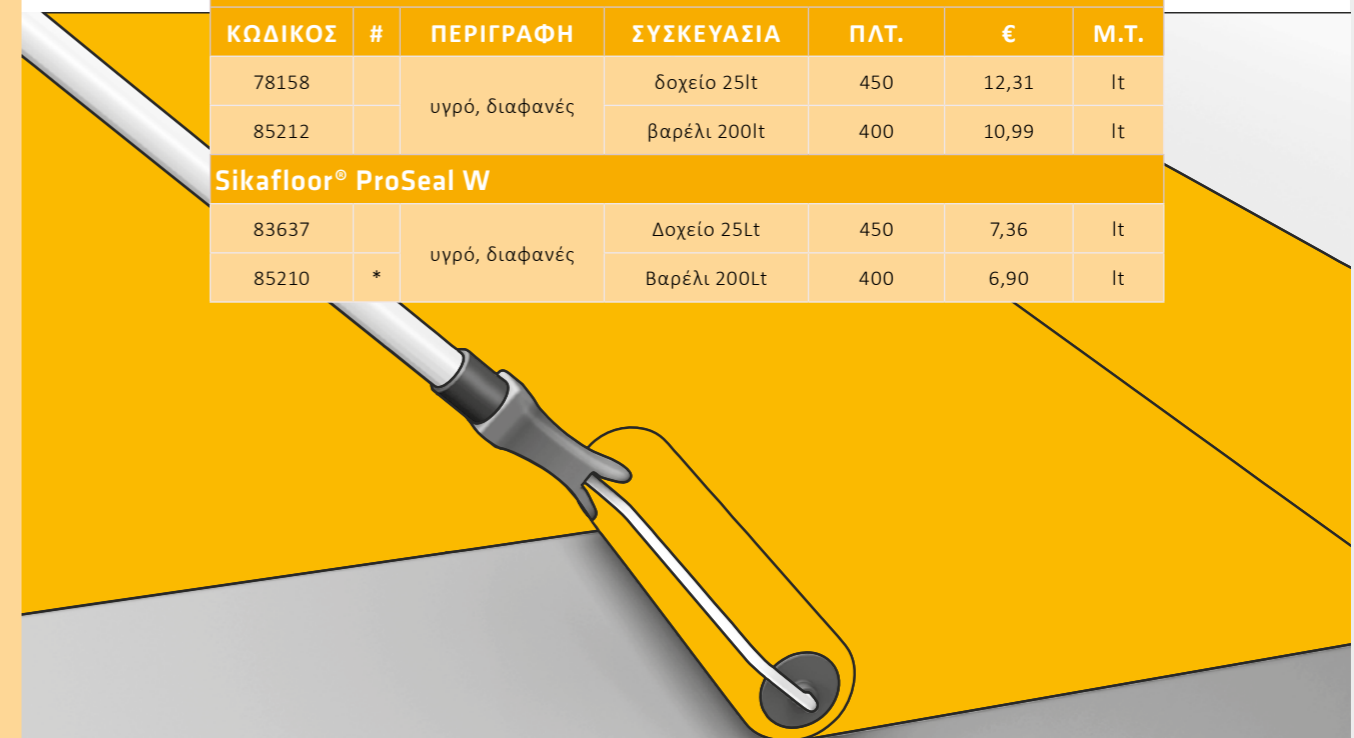 ΚΩΔΙΚΟΣ # ΠΕΡΙΓΡΑΦΗ ΣΥΣΚΕΥΑΣΙΑ ΠΛΤ. € Μ.Τ.
78158 υγρό, διαφανές δοχείο 25lt 450 12,31 lt
85212 βαρέλι 200lt 400 10,99 lt
Sikafloor® ProSeal W
83637 υγρό, διαφανές Δοχείο 25Lt 450 7,36 lt
85210 * Βαρέλι 200Lt 400 6,90 lt